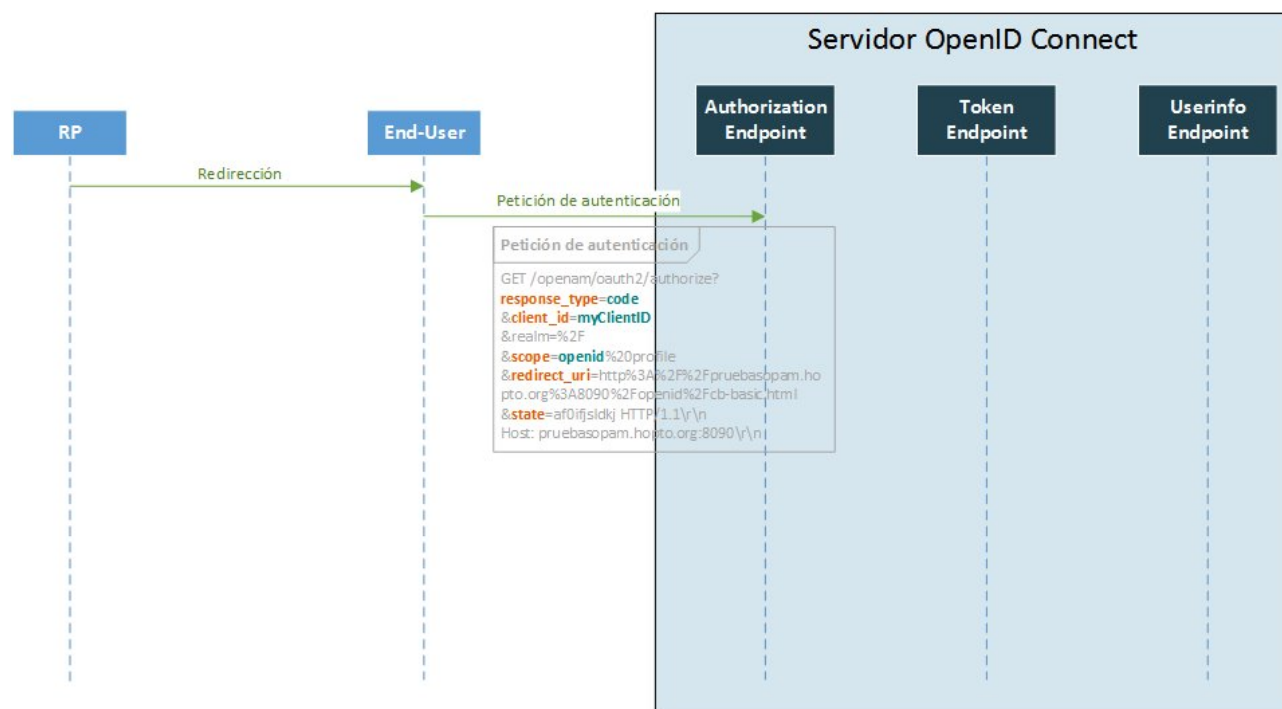 Servidor OpenID Connect
RP
End-User
Authorization
Endpoint
Token
Endpoint
Userinfo
Endpoint
Redirección
Petición de autenticación
Petición de autenticación
GET /openam/oauth2/authorize?
response_type=code
&client_id=myClientID
&realm=%2F
&scope=openid%20profile
&redirect_uri=http%3A%2F%2Fpruebasopam.ho
pto.org%3A8090%2Fopenid%2Fcb-basic.html
&state=af0ifjsldkj HTTP/1.1\r\n
Host: pruebasopam.hopto.org:8090\r\n